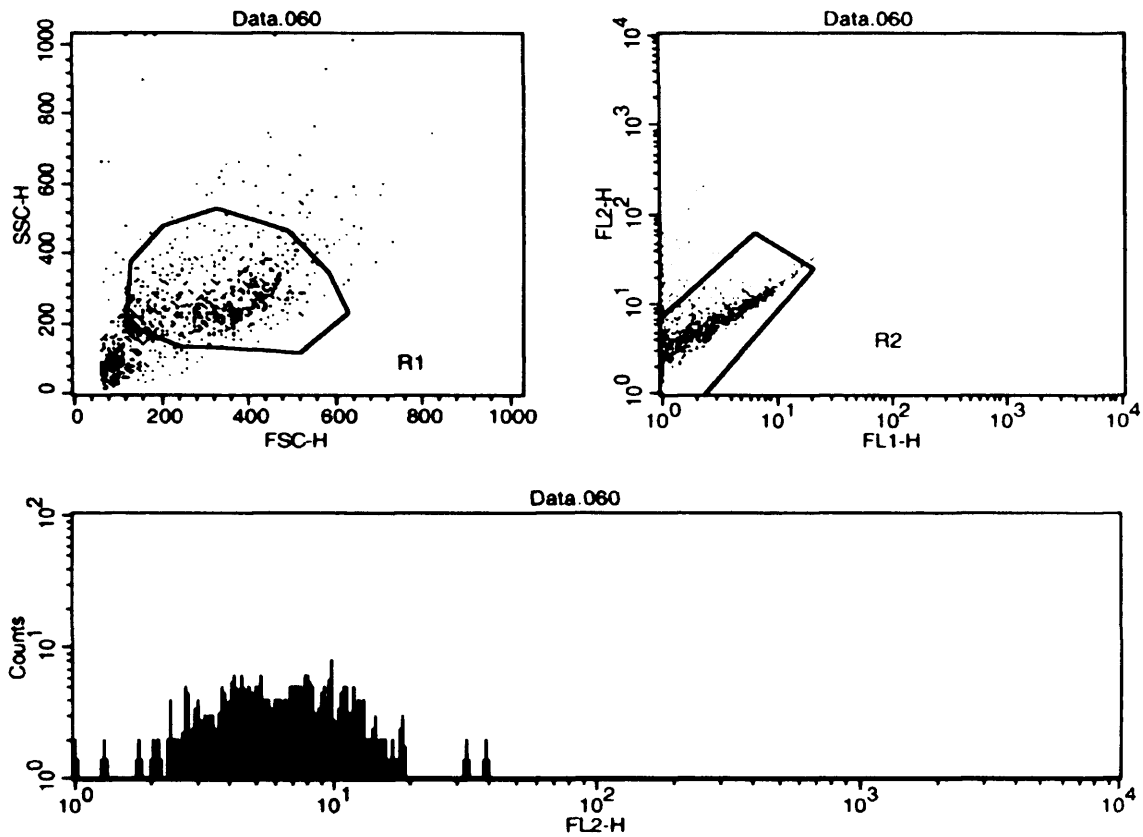 Data.060
1000
800
600
400
200
0
SSC-H
R1
0 200 400 600 800 1000
FSC-H
Data.060
10^4
10^3
10^2
10^1
10^0
FL2-H
R2
10^0 10^1 10^2 10^3 10^4
FL1-H
Data.060
10^2
10^1
10^0
Counts
10^0 10^1 10^2 10^3 10^4
FL2-H